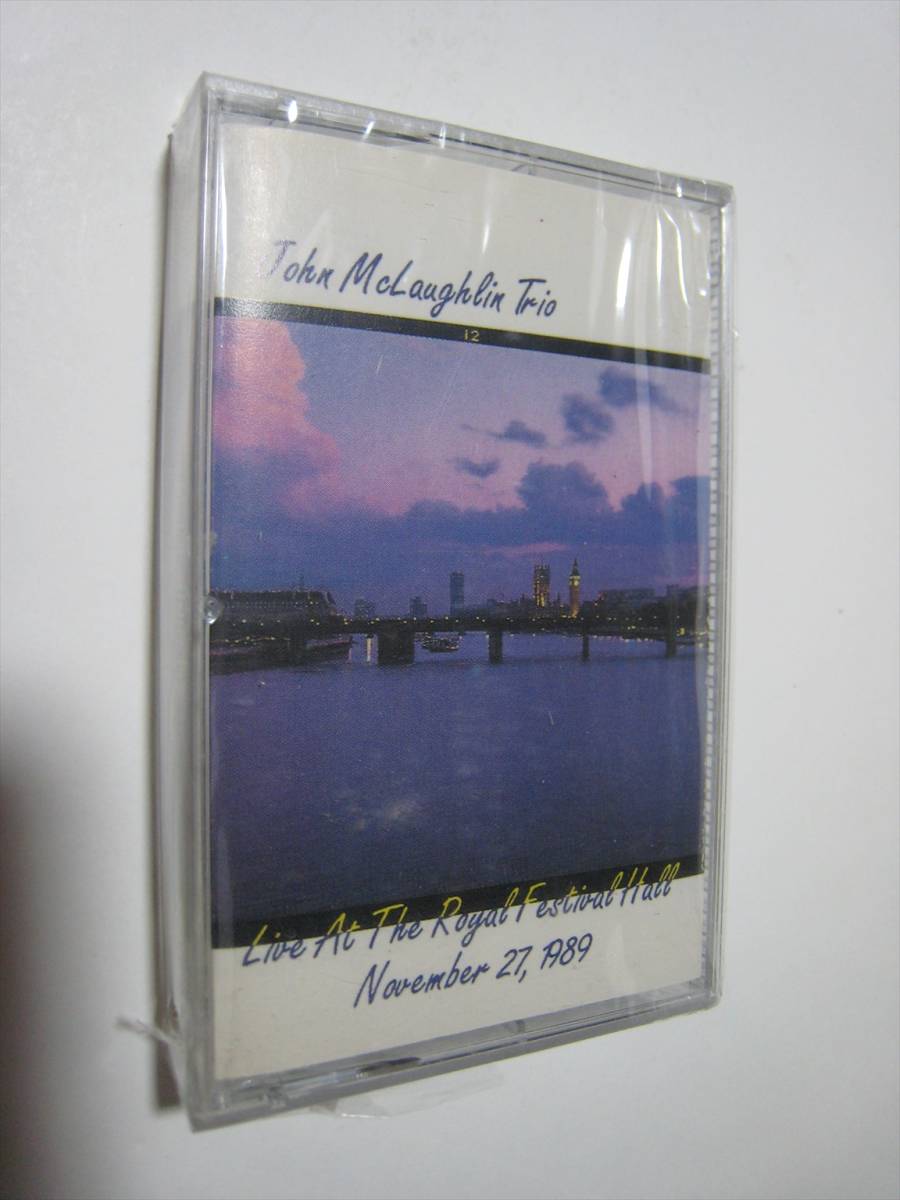 John McLaughlin Trio
12
Live At The Royal Festival Hall
November 27, 1989